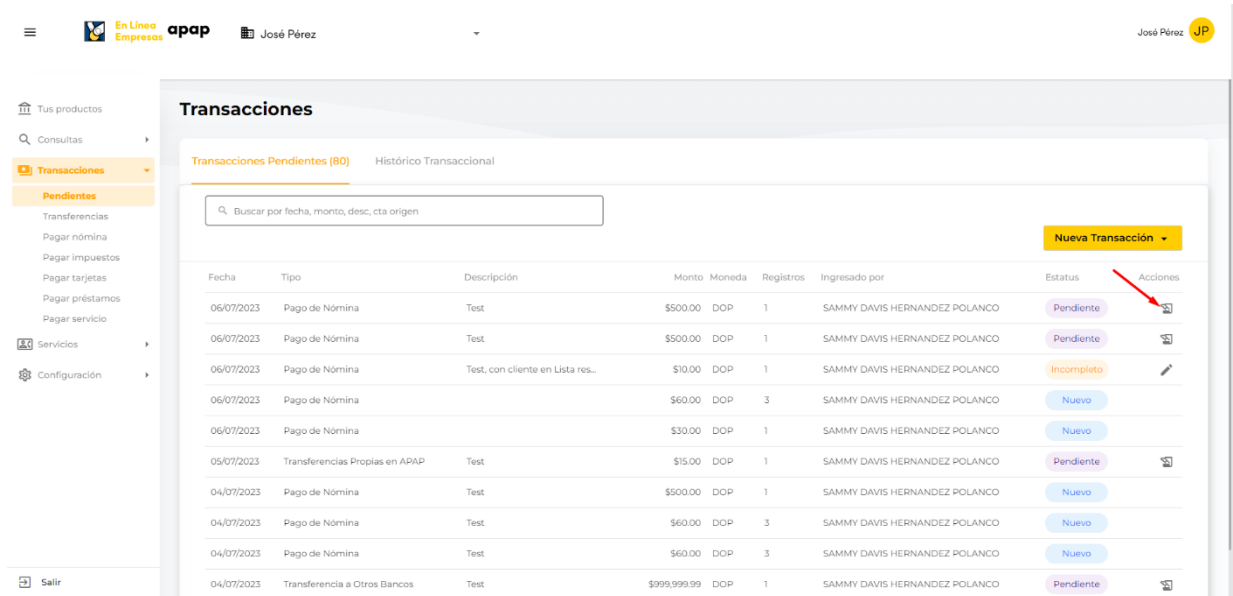 En Línea
Empresas apap José Pérez José Pérez JP
Tus productos
Consultas
Transacciones
Pendientes
Transferencias
Pagar nómina
Pagar impuestos
Pagar tarjetas
Pagar préstamos
Pagar servicio
Servicios
Configuración
Salir
Transacciones
Transacciones Pendientes (80) Histórico Transaccional
Buscar por fecha, monto, desc, cta origen
Nueva Transacción
Fecha Tipo Descripción Monto Moneda Registros Ingresado por Estatus Acciones
06/07/2023 Pago de Nómina Test $500.00 DOP 1 SAMMY DAVIS HERNANDEZ POLANCO Pendiente
06/07/2023 Pago de Nómina Test $500.00 DOP 1 SAMMY DAVIS HERNANDEZ POLANCO Pendiente
06/07/2023 Pago de Nómina Test, con cliente en Lista res... $10.00 DOP 1 SAMMY DAVIS HERNANDEZ POLANCO Incompleto
06/07/2023 Pago de Nómina $60.00 DOP 3 SAMMY DAVIS HERNANDEZ POLANCO Nuevo
06/07/2023 Pago de Nómina $30.00 DOP 1 SAMMY DAVIS HERNANDEZ POLANCO Nuevo
05/07/2023 Transferencias Propias en APAP Test $15.00 DOP 1 SAMMY DAVIS HERNANDEZ POLANCO Pendiente
04/07/2023 Pago de Nómina Test $500.00 DOP 1 SAMMY DAVIS HERNANDEZ POLANCO Nuevo
04/07/2023 Pago de Nómina Test $60.00 DOP 3 SAMMY DAVIS HERNANDEZ POLANCO Nuevo
04/07/2023 Pago de Nómina Test $60.00 DOP 3 SAMMY DAVIS HERNANDEZ POLANCO Nuevo
04/07/2023 Transferencia a Otros Bancos Test $999,999.99 DOP 1 SAMMY DAVIS HERNANDEZ POLANCO Pendiente